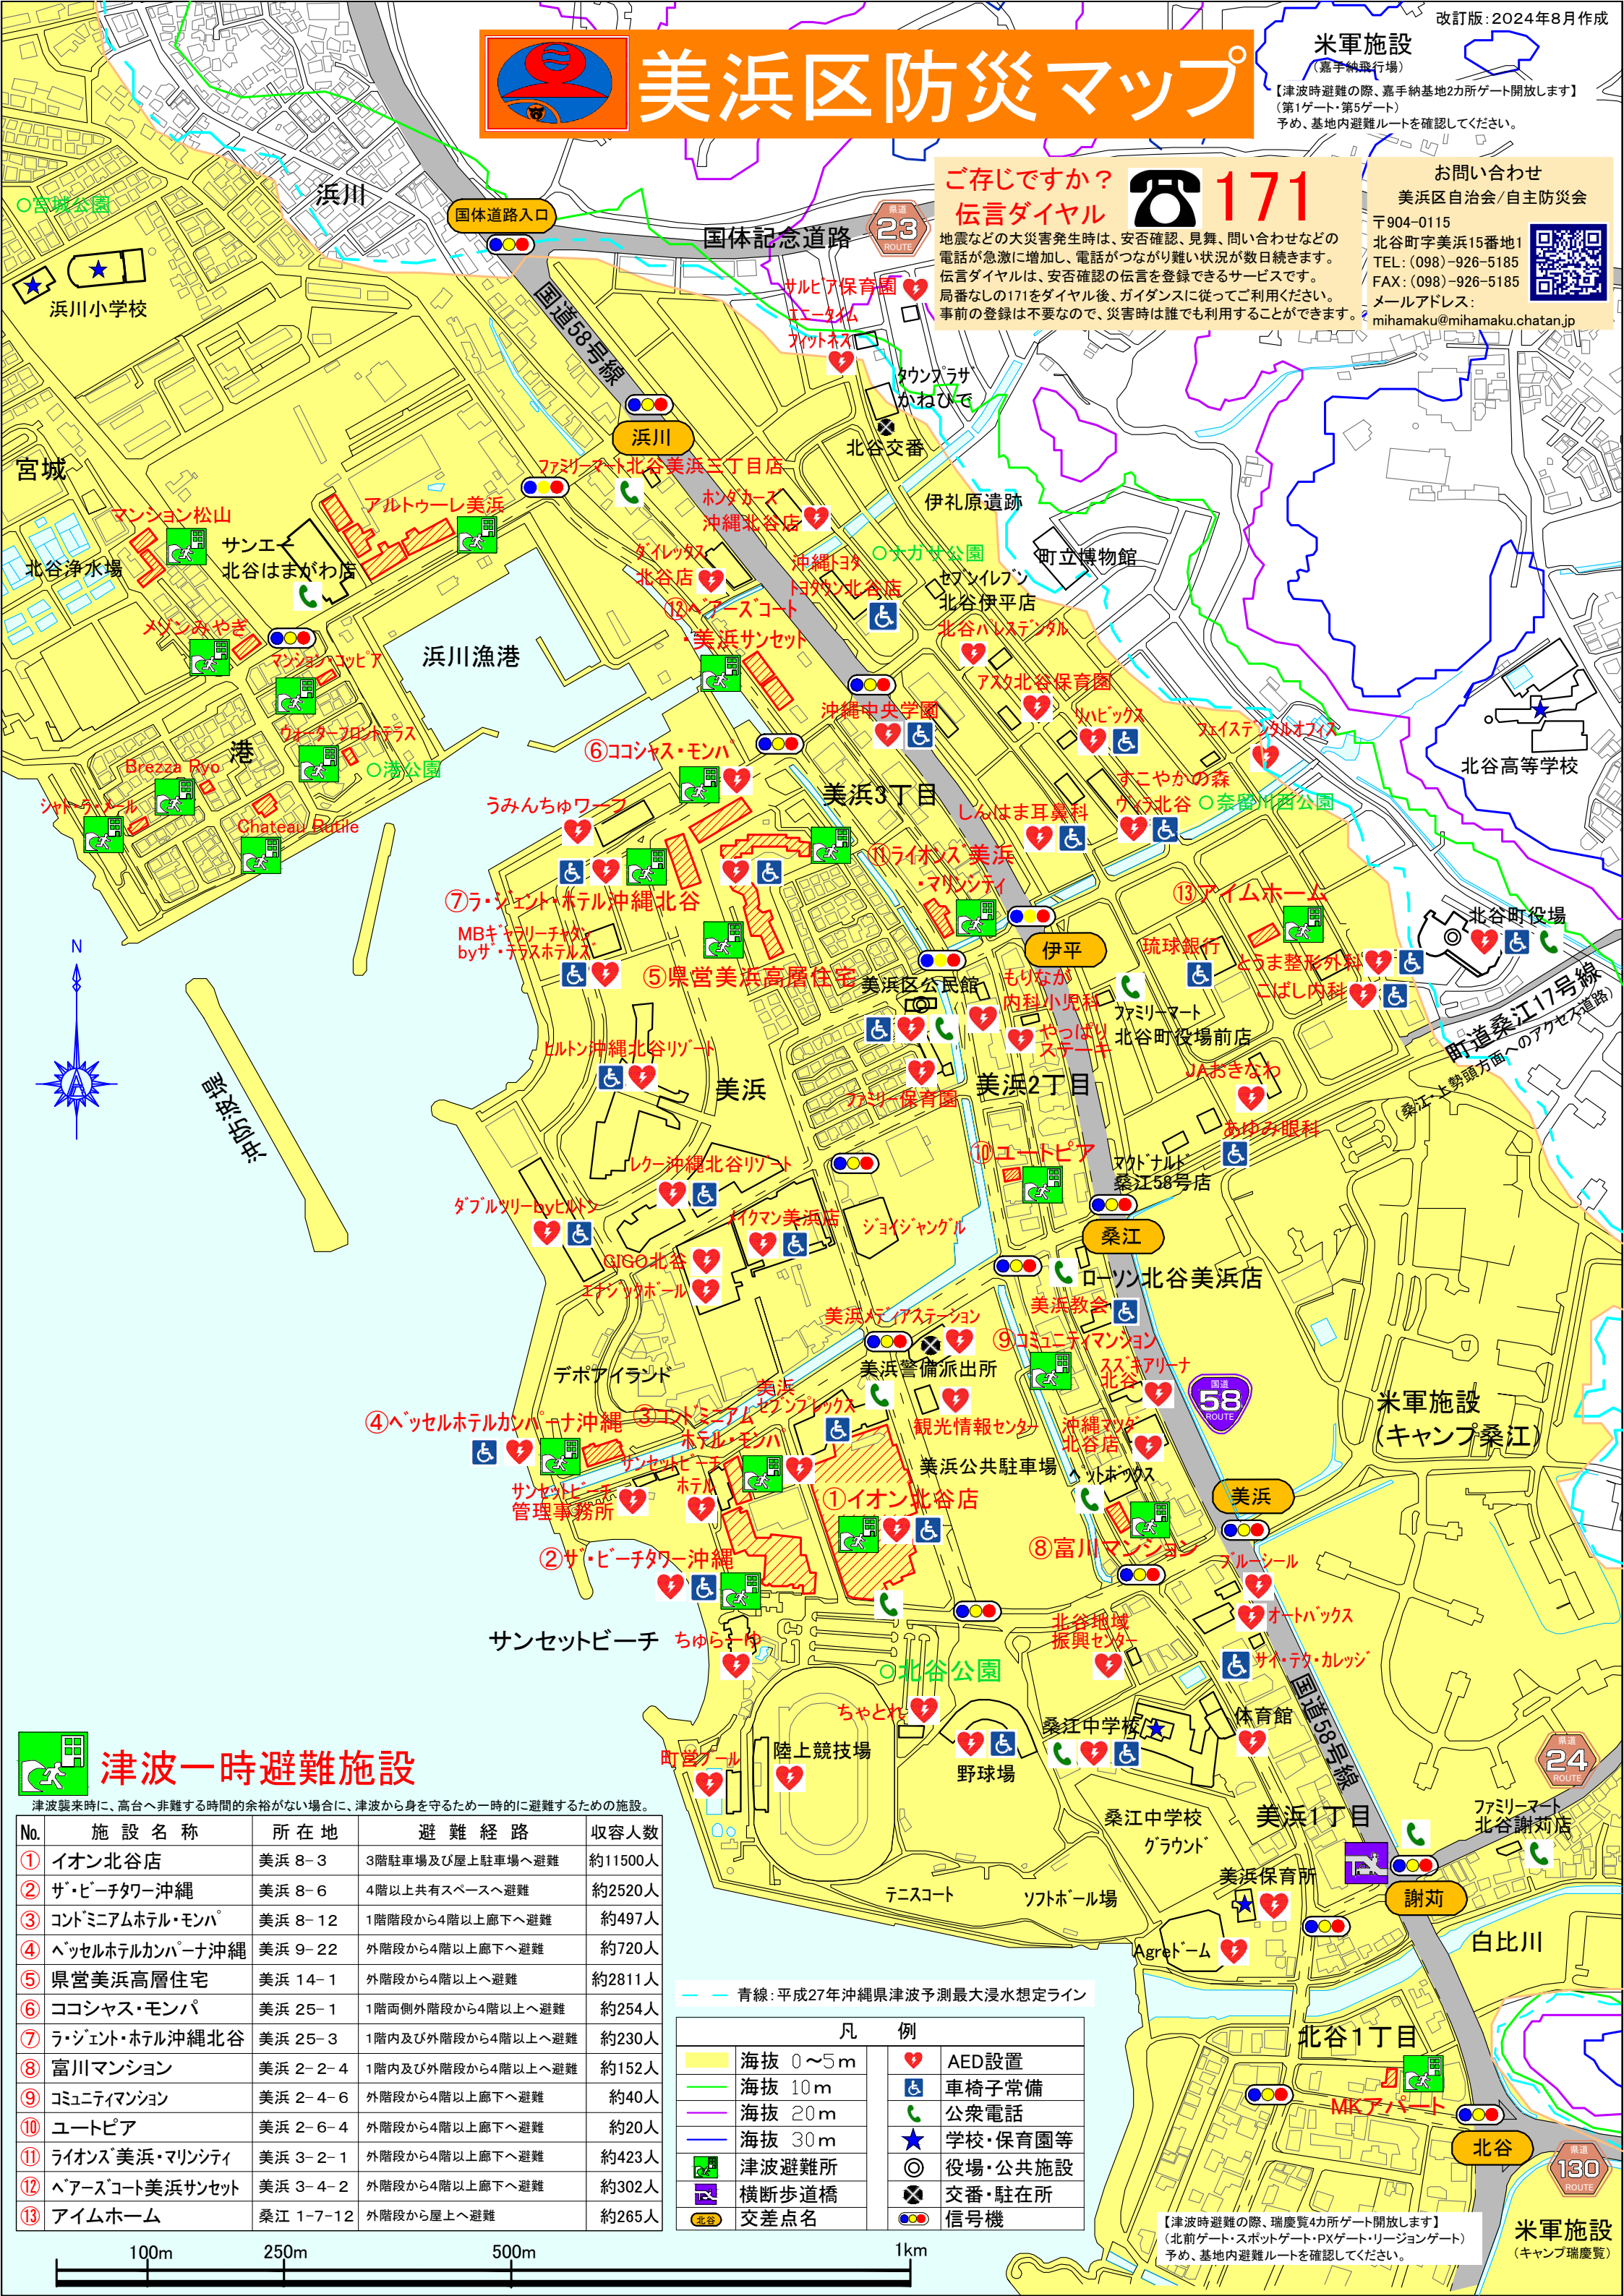 改訂版：2024年8月作成
美浜区防災マップ
米軍施設
（嘉手納飛行場）
【津波時避難の際、嘉手納基地2カ所ゲート開放します】
（第1ゲート・第5ゲート）
予め、基地内避難ルートを確認してください。
ご存じですか？
伝言ダイヤル
171
地震などの大災害発生時は、安否確認、見舞、問い合わせなどの
電話が急激に増加し、電話がつながり難い状況が数日続きます。
伝言ダイヤルは、安否確認の伝言を登録できるサービスです。
局番なしの171をダイヤル後、ガイダンスに従ってご利用ください。
事前の登録は不要なので、災害時は誰でも利用することができます。
お問い合わせ
美浜区自治会/自主防災会
〒904-0115
北谷町字美浜15番地1
TEL：(098)-926-5185
FAX：(098)-926-5185
メールアドレス：
mihamaku@mihamaku.chatan.jp
○宮城公園
浜川
国体道路入口
国体記念道路
県道
23
ROUTE
浜川小学校
国道58号線
サルビア保育園
エニータイム
フィットネス
タウンプラザ
かねひで
北谷交番
浜川
宮城
ファミリーマート北谷美浜三丁目店
ホンダカーズ
沖縄北谷店
伊礼原遺跡
マンション松山
アルトゥーレ美浜
サンエー
北谷はまがわ店
北谷浄水場
ダイレックス
北谷店
沖縄トヨタ
トヨタウン北谷店
○ナガサ公園
町立博物館
セブンイレブン
北谷伊平店
⑫ベアーズコート
・美浜サンセット
北谷パレスデンタル
メゾンみやぎ
マンション・コッピア
浜川漁港
アスク北谷保育園
沖縄中央学園
リハビックス
フェイスデンタルオフィス
港
ウォーターフロントテラス
○港公園
Brezza Ryo
シャト・ラ・メール
Chateau Rutile
⑥ココシャス・モンパ
うみんちゅワーフ
美浜3丁目
すこやかの森
ヴィラ北谷
○奈留川西公園
北谷高等学校
しんはま耳鼻科
⑪ライオンズ美浜
・マリンシティ
⑬アイムホーム
⑦ラ・ジェント・ホテル沖縄北谷
MBギャラリーチャタン
byザ・テラスホテルズ
伊平
琉球銀行
北谷町役場
とうま整形外科
こばし内科
⑤県営美浜高層住宅
美浜区公民館
もりなが
内科小児科
ファミリーマート
北谷町役場前店
やっぱり
ステーキ
町道桑江17号線
（桑江・上勢頭方面へのアクセス道路）
N
沖防波堤
ヒルトン沖縄北谷リゾート
美浜
ファミリー保育園
美浜2丁目
JAおきなわ
あゆみ眼科
レクー沖縄北谷リゾート
⑩ユートピア
マクドナルド
桑江58号店
ダブルツリーbyヒルトン
メイクマン美浜店
ジョイジャングル
桑江
GIGO北谷
エナジックボール
ローソン北谷美浜店
美浜教会
美浜メディアステーション
⑨コミュニティマンション
美浜警備派出所
スズキアリーナ
北谷
国道
58
ROUTE
デポアイランド
美浜
セブンプレックス
米軍施設
（キャンプ桑江）
④ベッセルホテルカンパーナ沖縄
③コンドミニアム
ホテル・モンパ
観光情報センター
沖縄マツダ
北谷店
美浜公共駐車場
ペットボックス
サンセットビーチ
ホテル
サンセットビーチ
管理事務所
①イオン北谷店
美浜
⑧富川マンション
②ザ・ビーチタワー沖縄
ブルーシール
オートバックス
サンセットビーチ
ちゅらーゆ
北谷地域
振興センター
サイ・テク・カレッジ
○北谷公園
国道58号線
ちゃとれ
桑江中学校
体育館
町営プール
陸上競技場
野球場
県道
24
ROUTE
桑江中学校
グラウンド
美浜1丁目
ファミリーマート
北谷謝苅店
美浜保育所
謝苅
テニスコート
ソフトボール場
Agreドーム
白比川
北谷1丁目
MKアパート
北谷
県道
130
ROUTE
【津波時避難の際、瑞慶覧4カ所ゲート開放します】
（北前ゲート・スポットゲート・PXゲート・リージョンゲート）
予め、基地内避難ルートを確認してください。
米軍施設
（キャンプ瑞慶覧）
津波一時避難施設
津波襲来時に、高台へ非難する時間的余裕がない場合に、津波から身を守るため一時的に避難するための施設。
No. 施設名称 所在地 避難経路 収容人数
① イオン北谷店 美浜 8-3 3階駐車場及び屋上駐車場へ避難 約11500人
② ザ・ビーチタワー沖縄 美浜 8-6 4階以上共有スペースへ避難 約2520人
③ コンドミニアムホテル・モンパ 美浜 8-12 1階階段から4階以上廊下へ避難 約497人
④ ベッセルホテルカンパーナ沖縄 美浜 9-22 外階段から4階以上廊下へ避難 約720人
⑤ 県営美浜高層住宅 美浜 14-1 外階段から4階以上へ避難 約2811人
⑥ ココシャス・モンパ 美浜 25-1 1階両側外階段から4階以上へ避難 約254人
⑦ ラ・ジェント・ホテル沖縄北谷 美浜 25-3 1階内及び外階段から4階以上へ避難 約230人
⑧ 富川マンション 美浜 2-2-4 1階内及び外階段から4階以上へ避難 約152人
⑨ コミュニティマンション 美浜 2-4-6 外階段から4階以上廊下へ避難 約40人
⑩ ユートピア 美浜 2-6-4 外階段から4階以上廊下へ避難 約20人
⑪ ライオンズ美浜・マリンシティ 美浜 3-2-1 外階段から4階以上廊下へ避難 約423人
⑫ ベアーズコート美浜サンセット 美浜 3-4-2 外階段から4階以上廊下へ避難 約302人
⑬ アイムホーム 桑江 1-7-12 外階段から屋上へ避難 約265人
青線：平成27年沖縄県津波予測最大浸水想定ライン
凡　例
海抜 0～5m AED設置
海抜 10m 車椅子常備
海抜 20m 公衆電話
海抜 30m 学校・保育園等
津波避難所 役場・公共施設
横断歩道橋 交番・駐在所
北谷 交差点名 信号機
100m 250m 500m 1km